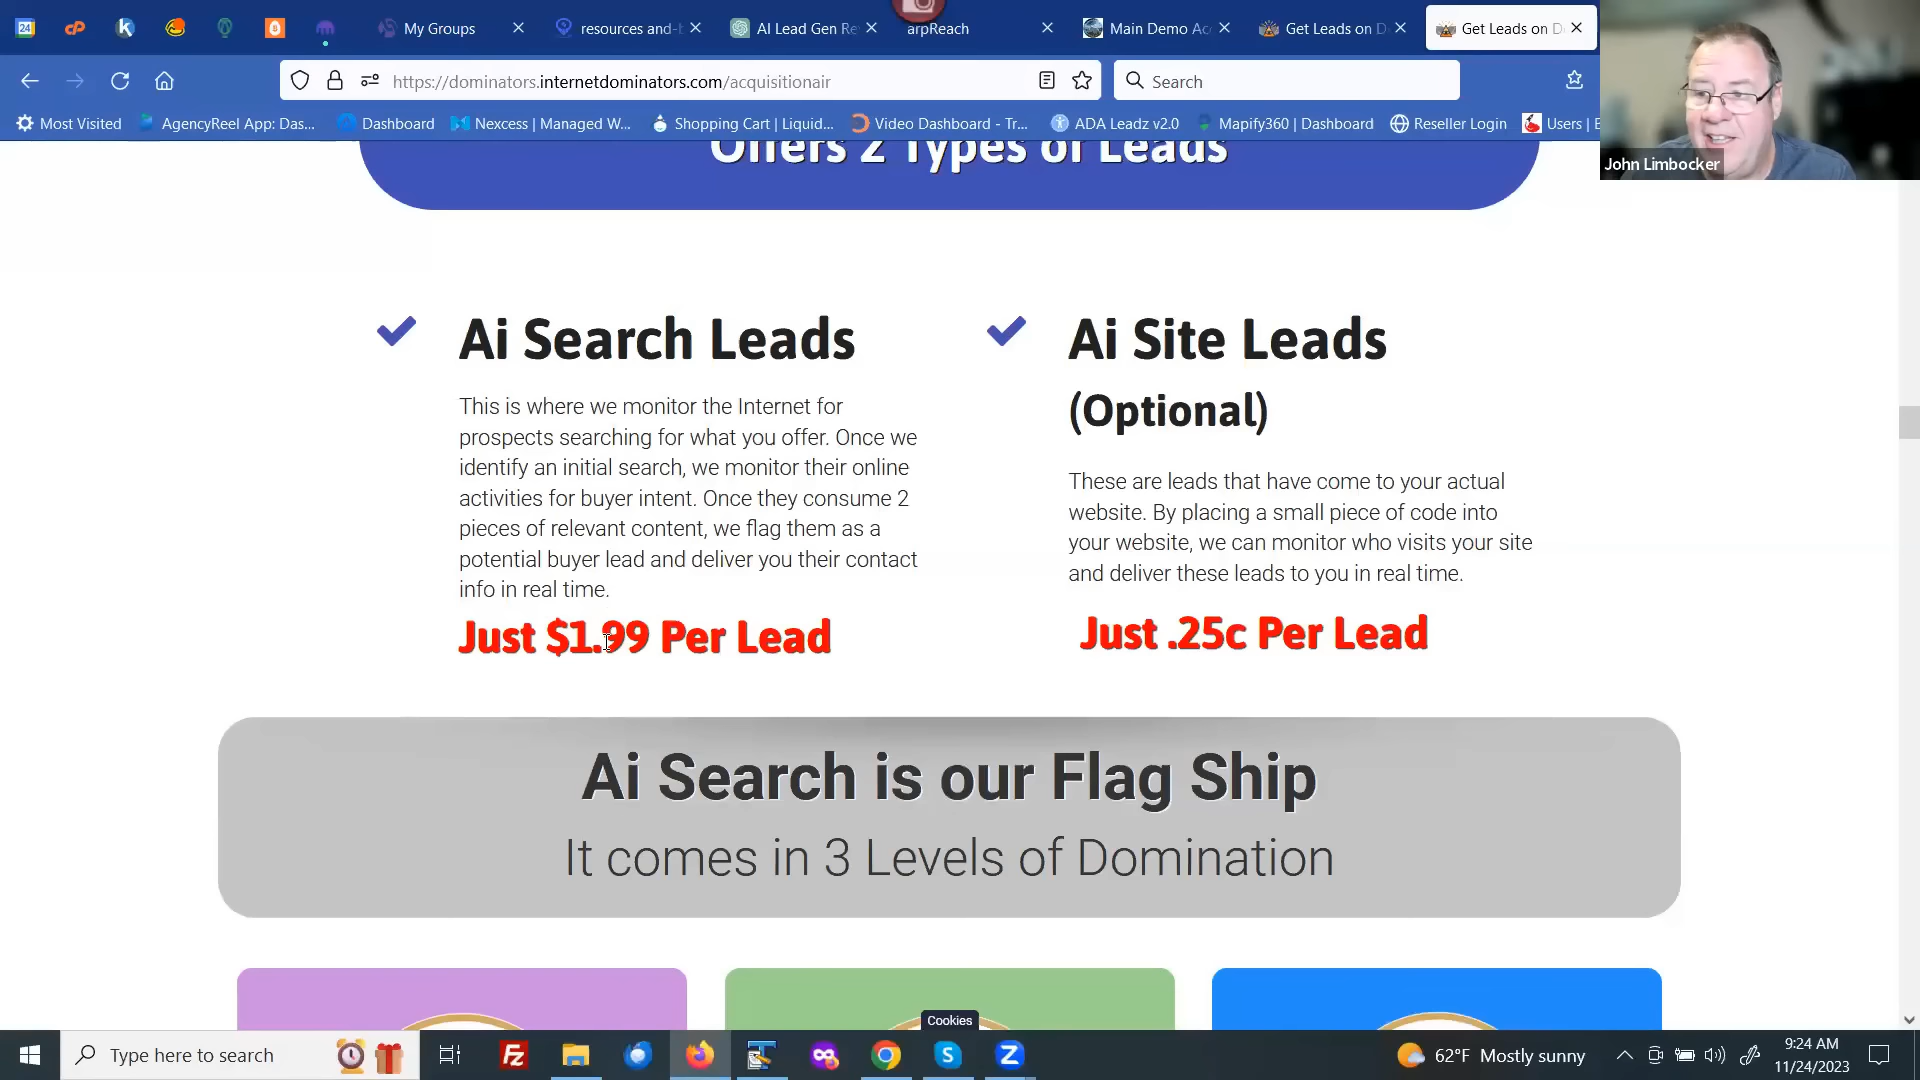 24
My Groups
resources and-b
AI Lead Gen Re
arpReach
Main Demo Ac
Get Leads on D
Get Leads on D
https://dominators.internetdominators.com/acquisitionair
Search
Most Visited
AgencyReel App: Das...
Dashboard
Nexcess | Managed W...
Shopping Cart | Liquid...
Video Dashboard - Tr...
ADA Leadz v2.0
Mapify360 | Dashboard
Reseller Login
Users | E
John Limbocker
Offers 2 Types of Leads
Ai Search Leads
This is where we monitor the Internet for
prospects searching for what you offer. Once we
identify an initial search, we monitor their online
activities for buyer intent. Once they consume 2
pieces of relevant content, we flag them as a
potential buyer lead and deliver you their contact
info in real time.
Just $1.99 Per Lead
Ai Site Leads
(Optional)
These are leads that have come to your actual
website. By placing a small piece of code into
your website, we can monitor who visits your site
and deliver these leads to you in real time.
Just .25c Per Lead
Ai Search is our Flag Ship
It comes in 3 Levels of Domination
Cookies
Type here to search
62°F Mostly sunny
9:24 AM
11/24/2023